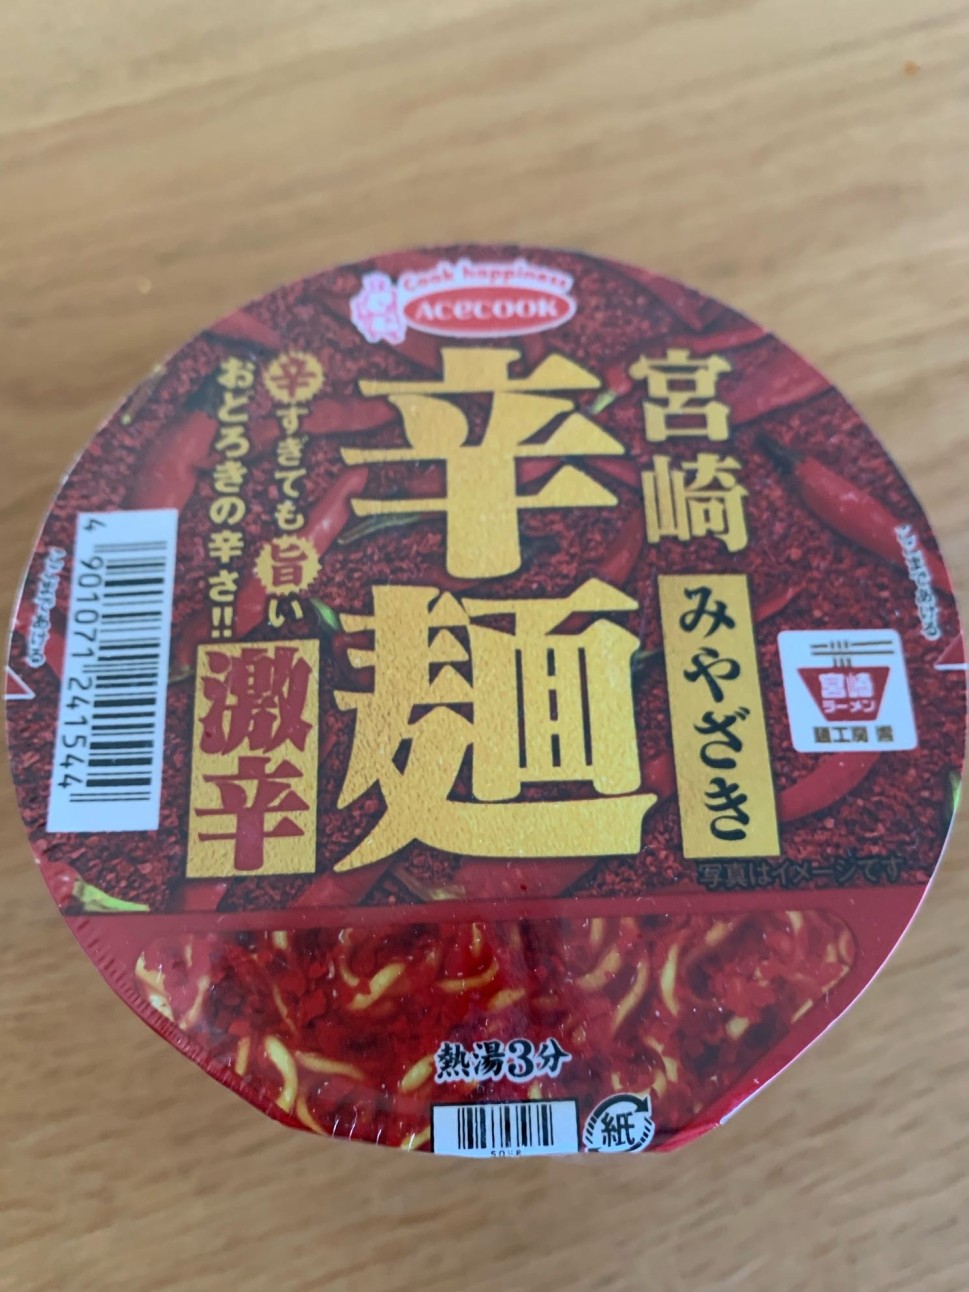 Cook happiness
Acecook
宮崎
みやざき
辛麺
辛すぎても旨い
おどろきの辛さ!!
激辛
宮崎
ラーメン
麺工房 壽
写真はイメージです
4 901071 241544
熱湯3分
紙